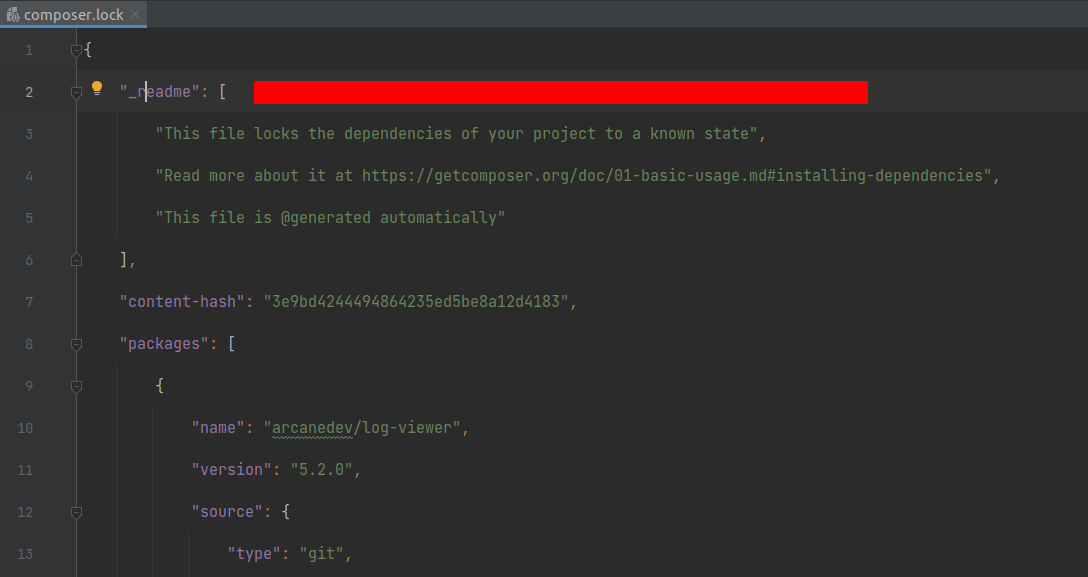 composer.lock
1 {
2 "_readme": [
3 "This file locks the dependencies of your project to a known state",
4 "Read more about it at https://getcomposer.org/doc/01-basic-usage.md#installing-dependencies",
5 "This file is @generated automatically"
6 ],
7 "content-hash": "3e9bd4244494864235ed5be8a12d4183",
8 "packages": [
9 {
10 "name": "arcanedev/log-viewer",
11 "version": "5.2.0",
12 "source": {
13 "type": "git",